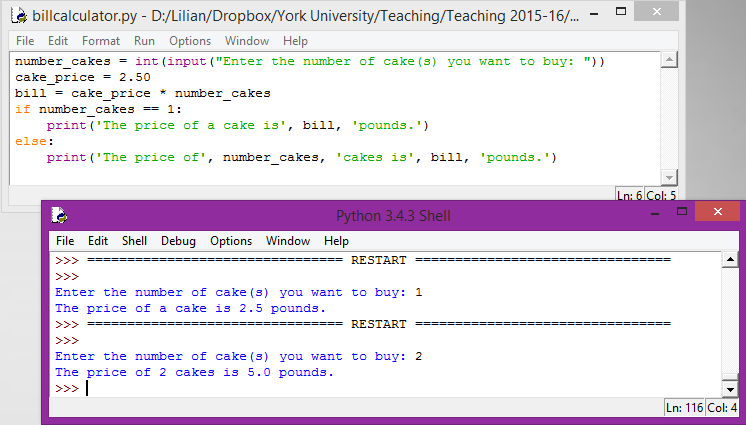 billcalculator.py - D:/Lilian/Dropbox/York University/Teaching/Teaching 2015-16/...
File Edit Format Run Options Window Help
number_cakes = int(input("Enter the number of cake(s) you want to buy: "))
cake_price = 2.50
bill = cake_price * number_cakes
if number_cakes == 1:
    print('The price of a cake is', bill, 'pounds.')
else:
    print('The price of', number_cakes, 'cakes is', bill, 'pounds.')
Ln: 6 Col: 5
Python 3.4.3 Shell
File Edit Shell Debug Options Window Help
>>> ================================ RESTART ================================
>>>
Enter the number of cake(s) you want to buy: 1
The price of a cake is 2.5 pounds.
>>> ================================ RESTART ================================
>>>
Enter the number of cake(s) you want to buy: 2
The price of 2 cakes is 5.0 pounds.
>>>
Ln: 116 Col: 4